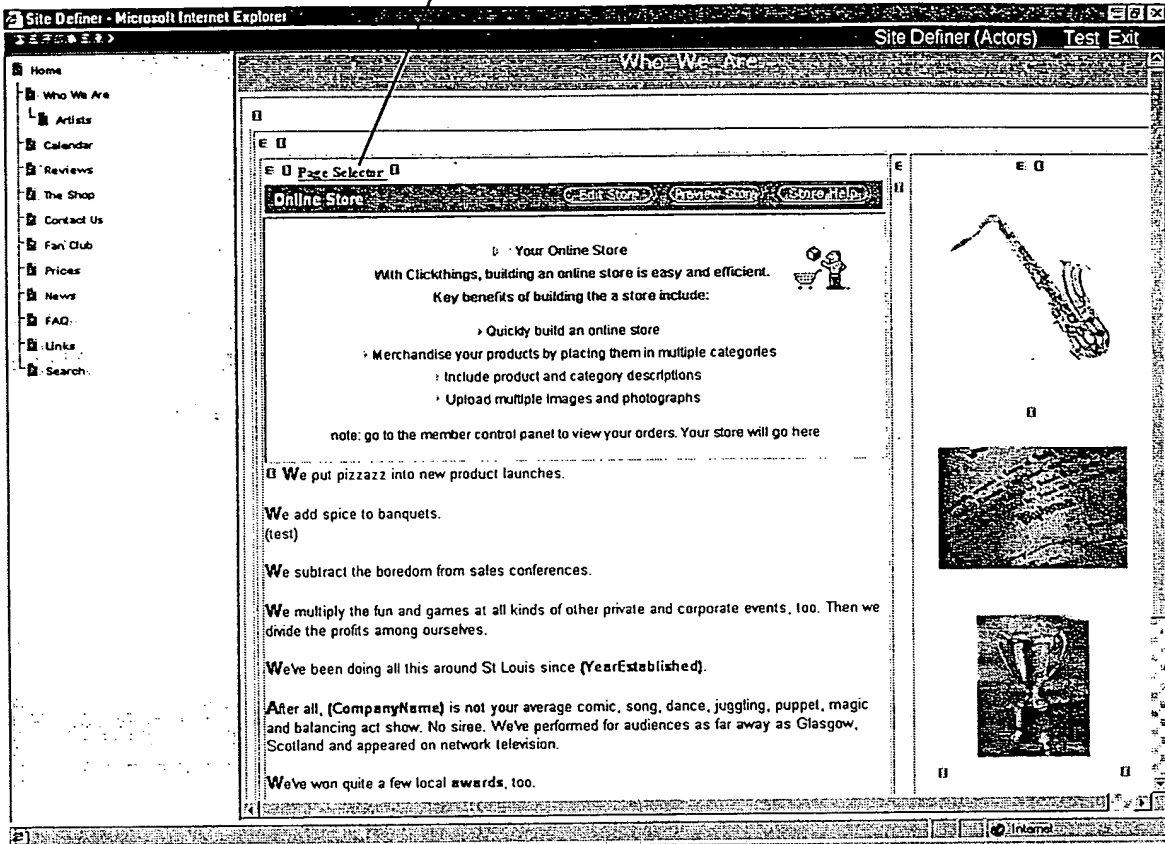 Site Definer - Microsoft Internet Explorer
Site Definer (Actors) Test Exit
Home
Who We Are
Artists
Calendar
Reviews
The Shop
Contact Us
Fan Club
Prices
News
FAQ
Links
Search
Who We Are
E
E Page Selector
Online Store Edit Store Preview Store Store Help
Your Online Store
With Clickthings, building an online store is easy and efficient.
Key benefits of building the a store include:
› Quickly build an online store
› Merchandise your products by placing them in multiple categories
› Include product and category descriptions
› Upload multiple images and photographs
note: go to the member control panel to view your orders. Your store will go here
We put pizzazz into new product launches.
We add spice to banquets.
(test)
We subtract the boredom from sales conferences.
We multiply the fun and games at all kinds of other private and corporate events, too. Then we
divide the profits among ourselves.
We've been doing all this around St Louis since (YearEstablished).
After all, (CompanyName) is not your average comic, song, dance, juggling, puppet, magic
and balancing act show. No siree. We've performed for audiences as far away as Glasgow,
Scotland and appeared on network television.
We've won quite a few local awards, too.
E
E
Internet